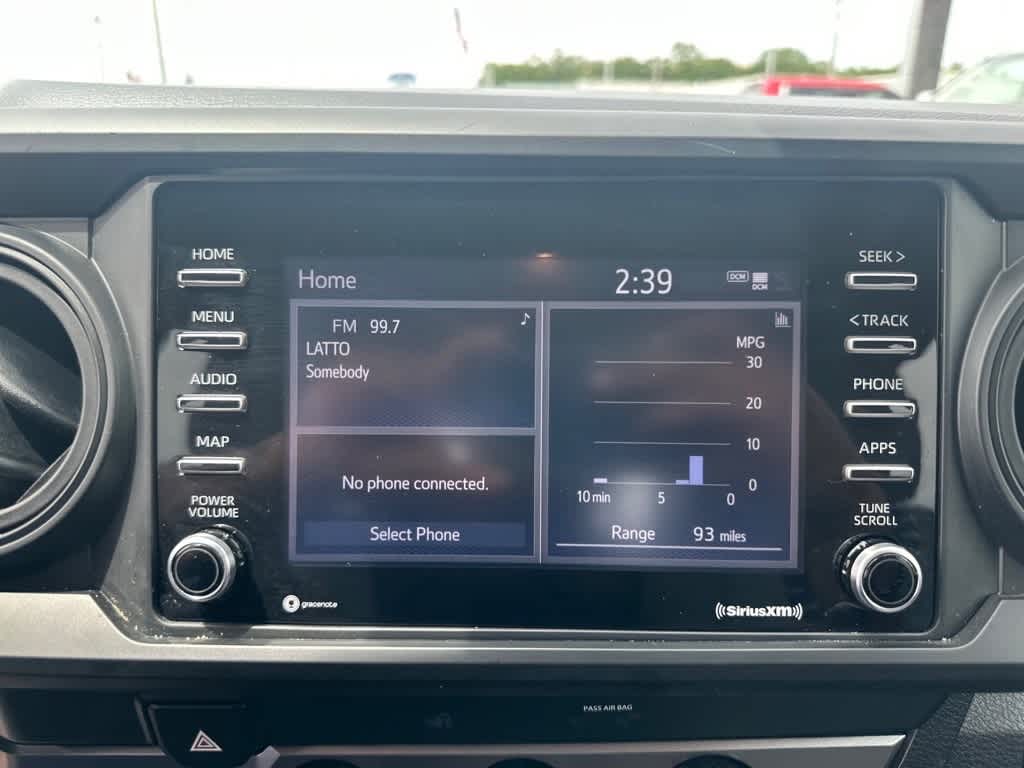 HOME
MENU
AUDIO
MAP
POWER
VOLUME
Home
2:39
DCM
DCM
FM 99.7
LATTO
Somebody
No phone connected.
Select Phone
MPG
30
20
10
0
10 min 5 0
Range 93 miles
gracenote
SiriusXM
SEEK >
< TRACK
PHONE
APPS
TUNE
SCROLL
PASS AIR BAG